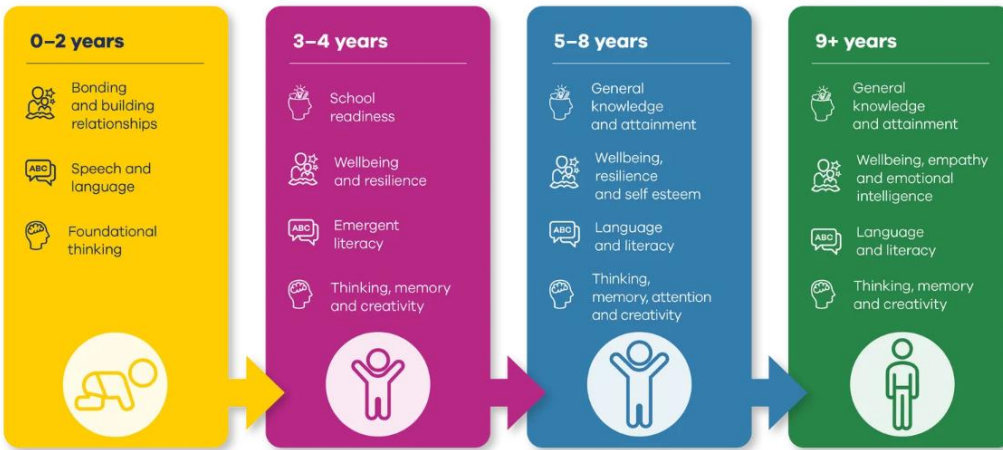 0–2 years
Bonding
and building
relationships
ABC
Speech and
language
Foundational
thinking
3–4 years
School
readiness
Wellbeing
and resilience
ABC
Emergent
literacy
Thinking, memory
and creativity
5–8 years
General
knowledge
and attainment
Wellbeing,
resilience
and self esteem
ABC
Language
and literacy
Thinking,
memory, attention
and creativity
9+ years
General
knowledge
and attainment
Wellbeing, empathy
and emotional
intelligence
ABC
Language
and literacy
Thinking, memory
and creativity